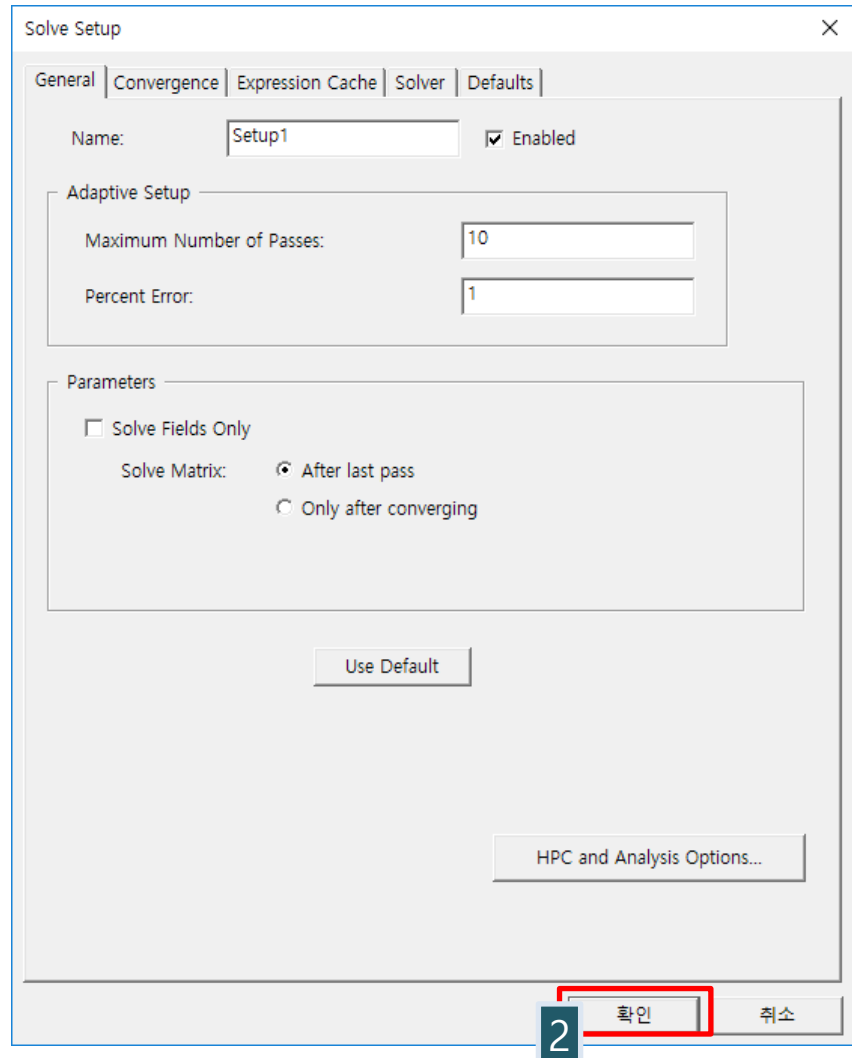 Solve Setup
General Convergence Expression Cache Solver Defaults
Name: Setup1 Enabled
Adaptive Setup
Maximum Number of Passes: 10
Percent Error: 1
Parameters
Solve Fields Only
Solve Matrix: After last pass
Only after converging
Use Default
HPC and Analysis Options...
2 확인 취소